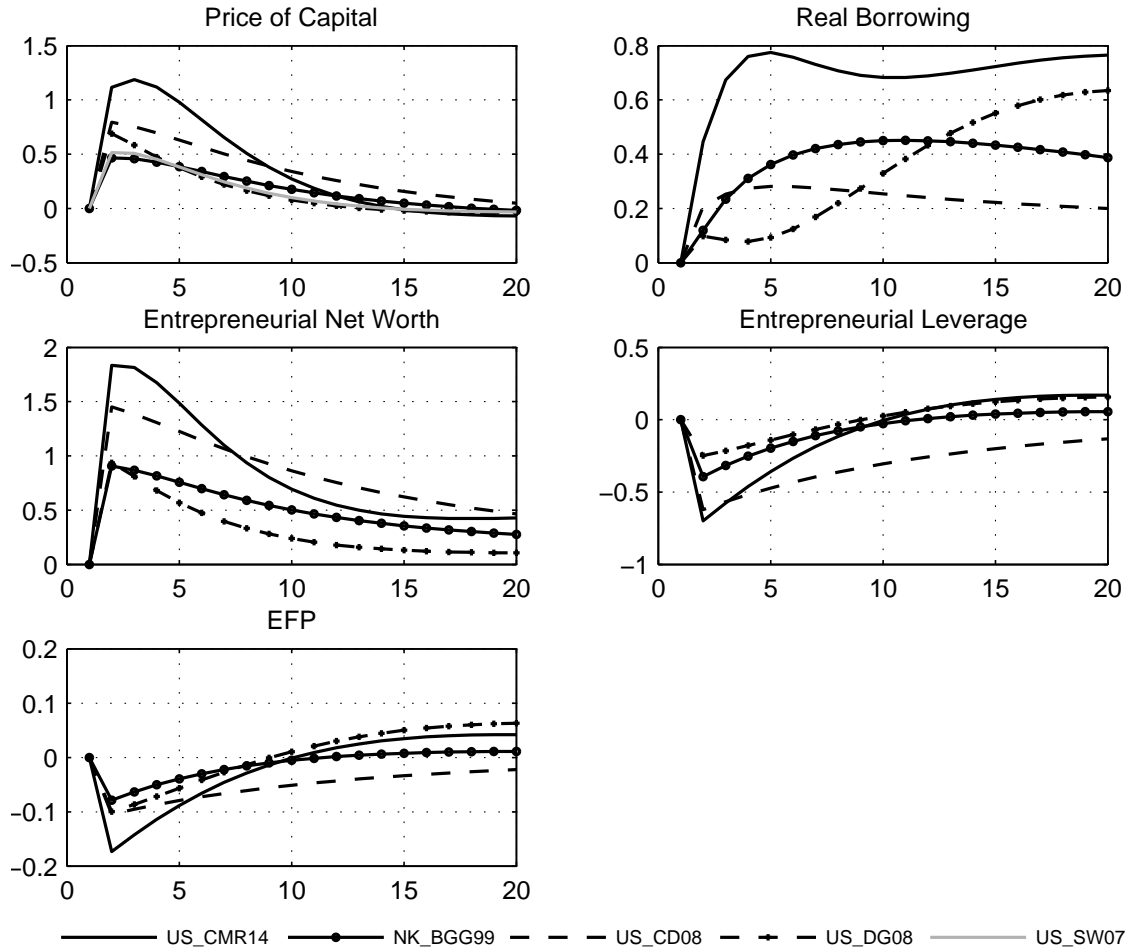 Price of Capital
1.5
1
0.5
0
−0.5
0 5 10 15 20
Real Borrowing
0.8
0.6
0.4
0.2
0
0 5 10 15 20
Entrepreneurial Net Worth
2
1.5
1
0.5
0
0 5 10 15 20
Entrepreneurial Leverage
0.5
0
−0.5
−1
0 5 10 15 20
EFP
0.2
0.1
0
−0.1
−0.2
0 5 10 15 20
US_CMR14 NK_BGG99 US_CD08 US_DG08 US_SW07